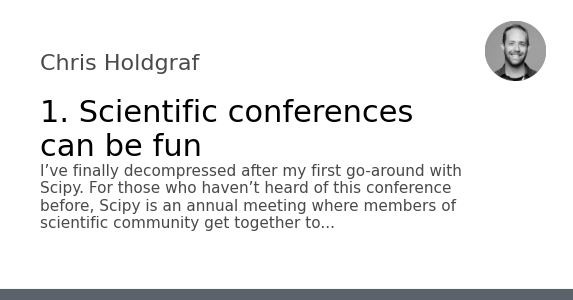 Chris Holdgraf
1. Scientific conferences
can be fun
I’ve finally decompressed after my first go-around with
Scipy. For those who haven’t heard of this conference
before, Scipy is an annual meeting where members of
scientific community get together to...